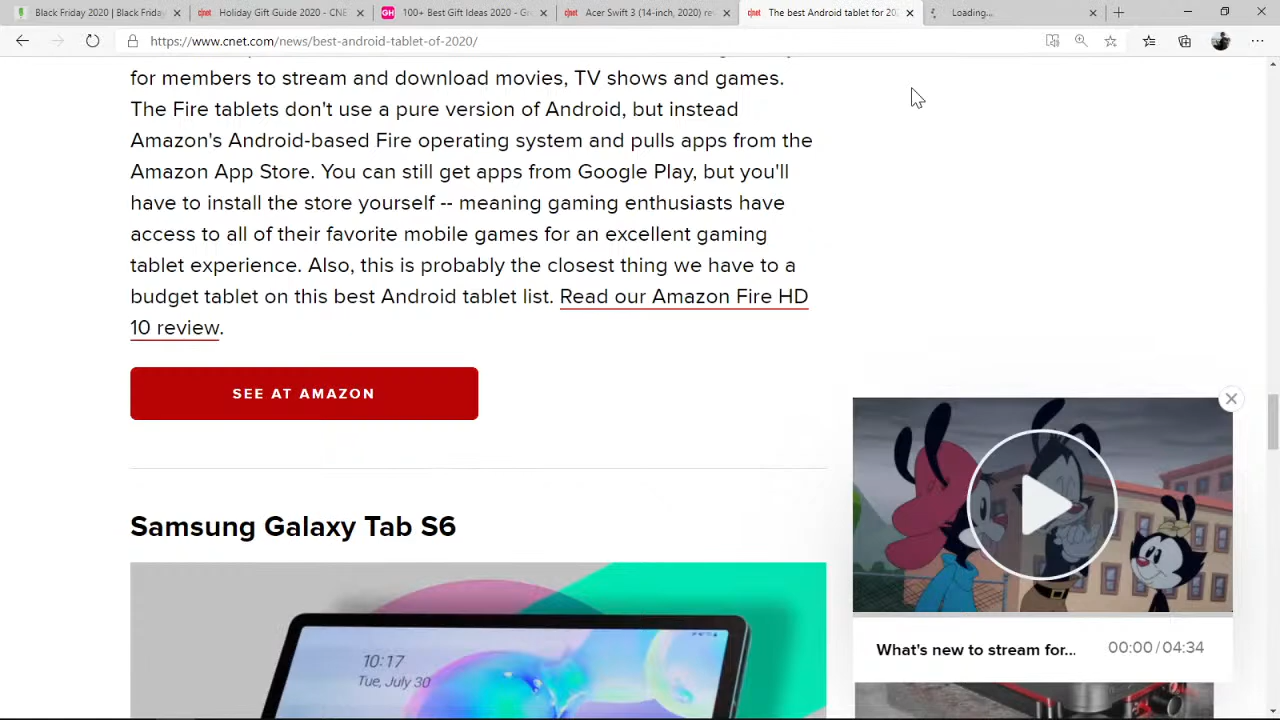 Black Friday 2020 | Black Friday
Holiday Gift Guide 2020 - CNE
GH
100+ Best Gift Ideas 2020 - Gr
Acer Swift 3 (14-inch, 2020) re
The best Android tablet for 202
Loading...
https://www.cnet.com/news/best-android-tablet-of-2020/
for members to stream and download movies, TV shows and games.
The Fire tablets don't use a pure version of Android, but instead
Amazon's Android-based Fire operating system and pulls apps from the
Amazon App Store. You can still get apps from Google Play, but you'll
have to install the store yourself -- meaning gaming enthusiasts have
access to all of their favorite mobile games for an excellent gaming
tablet experience. Also, this is probably the closest thing we have to a
budget tablet on this best Android tablet list. Read our Amazon Fire HD
10 review.
SEE AT AMAZON
Samsung Galaxy Tab S6
10:17
Tue, July 30
What's new to stream for...
00:00 / 04:34